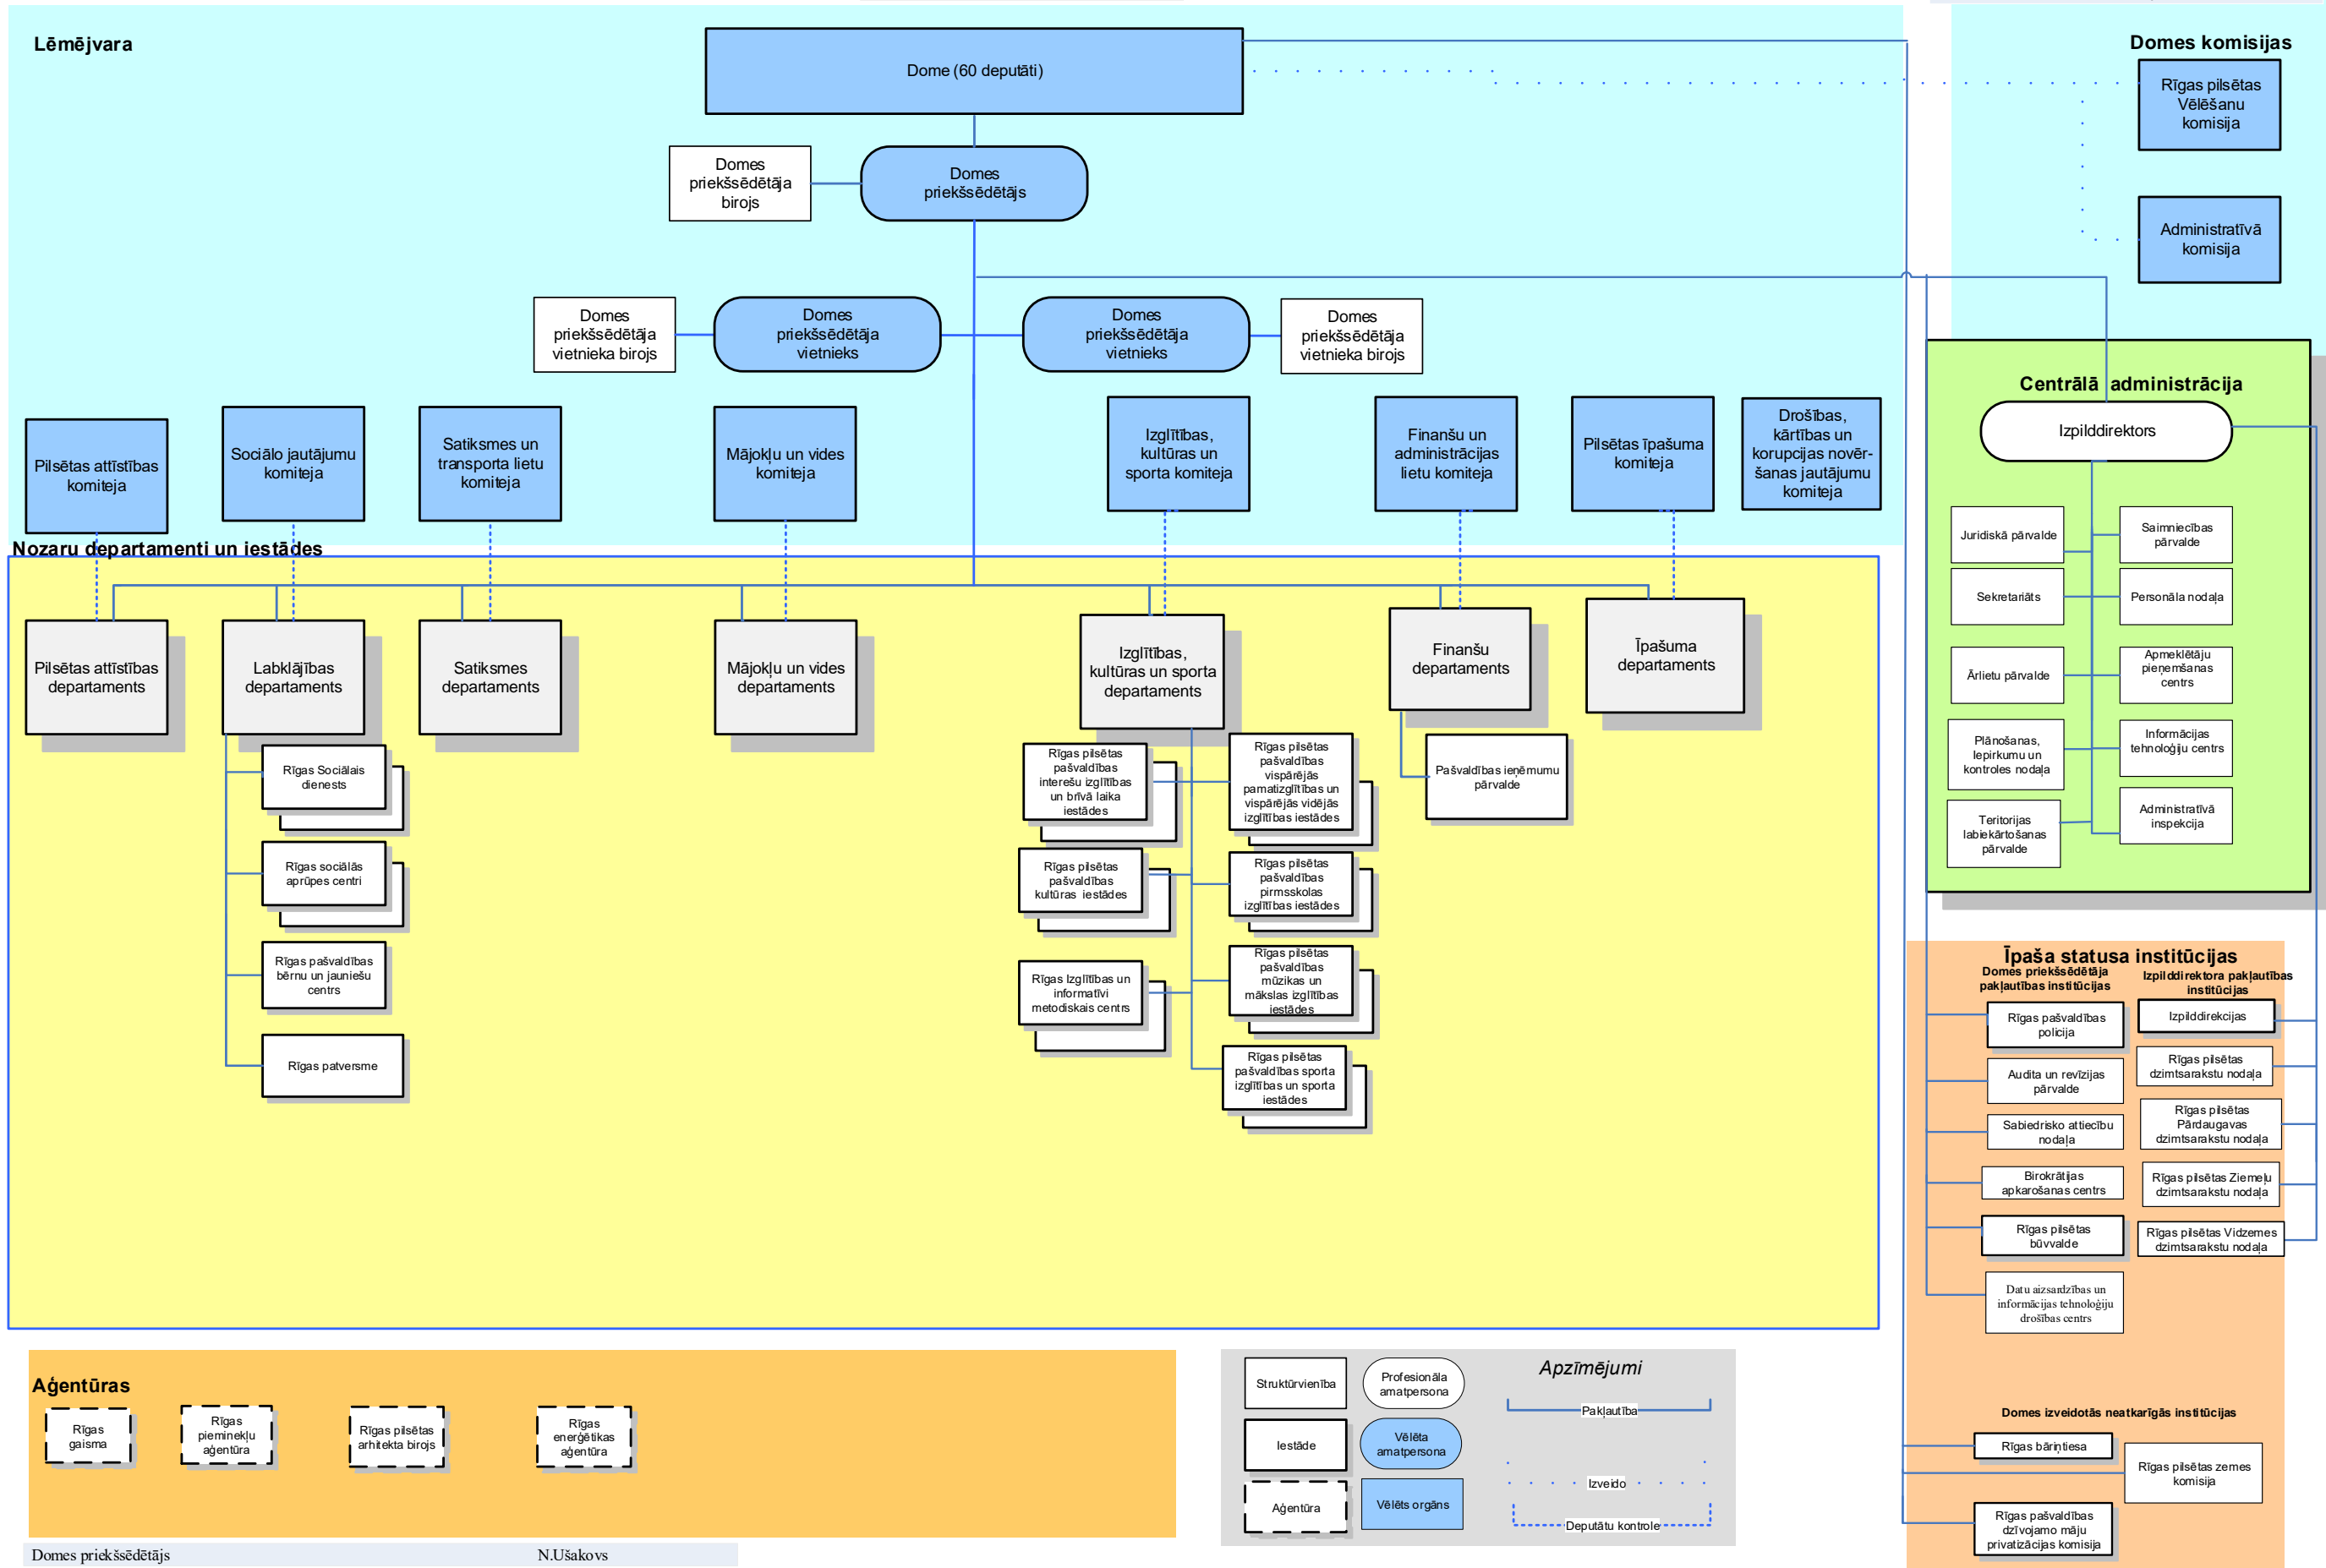 Lēmējvara
Dome (60 deputāti)
Domes komisijas
Rīgas pilsētas
Vēlēšanu
komisija
Administratīvā
komisija
Domes
priekšsēdētāja
birojs
Domes
priekšsēdētājs
Domes
priekšsēdētāja
vietnieka birojs
Domes
priekšsēdētāja
vietnieks
Domes
priekšsēdētāja
vietnieks
Domes
priekšsēdētāja
vietnieka birojs
Pilsētas attīstības
komiteja
Sociālo jautājumu
komiteja
Satiksmes un
transporta lietu
komiteja
Mājokļu un vides
komiteja
Izglītības,
kultūras un
sporta komiteja
Finanšu un
administrācijas
lietu komiteja
Pilsētas īpašuma
komiteja
Drošības,
kārtības un
korupcijas novēr-
šanas jautājumu
komiteja
Centrālā administrācija
Izpilddirektors
Juridiskā pārvalde
Saimniecības
pārvalde
Sekretariāts
Personāla nodaļa
Ārlietu pārvalde
Apmeklētāju
pieņemšanas
centrs
Plānošanas,
Iepirkumu un
kontroles nodaļa
Informācijas
tehnoloģiju centrs
Teritorijas
labiekārtošanas
pārvalde
Administratīvā
inspekcija
Nozaru departamenti un iestādes
Pilsētas attīstības
departaments
Labklājības
departaments
Satiksmes
departaments
Mājokļu un vides
departaments
Izglītības,
kultūras un sporta
departaments
Finanšu
departaments
Īpašuma
departaments
Rīgas Sociālais
dienests
Rīgas sociālās
aprūpes centri
Rīgas pašvaldības
bērnu un jauniešu
centrs
Rīgas patversme
Rīgas pilsētas
pašvaldības
interešu izglītības
un brīvā laika
iestādes
Rīgas pilsētas
pašvaldības
vispārējās
pamatizglītības un
vispārējās vidējās
izglītības iestādes
Rīgas pilsētas
pašvaldības
kultūras iestādes
Rīgas pilsētas
pašvaldības
pirmsskolas
izglītības iestādes
Rīgas Izglītības un
informatīvi
metodiskais centrs
Rīgas pilsētas
pašvaldības
mūzikas un
mākslas izglītības
iestādes
Rīgas pilsētas
pašvaldības sporta
izglītības un sporta
iestādes
Pašvaldības ieņēmumu
pārvalde
Īpaša statusa institūcijas
Domes priekšsēdētāja
pakļautības institūcijas
Izpilddirektora pakļautības
institūcijas
Rīgas pašvaldības
policija
Izpilddirekcijas
Audita un revīzijas
pārvalde
Rīgas pilsētas
dzimtsarakstu nodaļa
Sabiedrisko attiecību
nodaļa
Rīgas pilsētas
Pārdaugavas
dzimtsarakstu nodaļa
Birokrātijas
apkarošanas centrs
Rīgas pilsētas Ziemeļu
dzimtsarakstu nodaļa
Rīgas pilsētas
būvvalde
Rīgas pilsētas Vidzemes
dzimtsarakstu nodaļa
Datu aizsardzības un
informācijas tehnoloģiju
drošības centrs
Domes izveidotās neatkarīgās institūcijas
Rīgas bāriņtiesa
Rīgas pilsētas zemes
komisija
Rīgas pašvaldības
dzīvojamo māju
privatizācijas komisija
Aģentūras
Rīgas
gaisma
Rīgas
pieminekļu
aģentūra
Rīgas pilsētas
arhitekta birojs
Rīgas
enerģētikas
aģentūra
Apzīmējumi
Struktūrvienība
Profesionāla
amatpersona
Pakļautība
Iestāde
Vēlēta
amatpersona
Izveido
Aģentūra
Vēlēts orgāns
Deputātu kontrole
Domes priekšsēdētājs N.Ušakovs